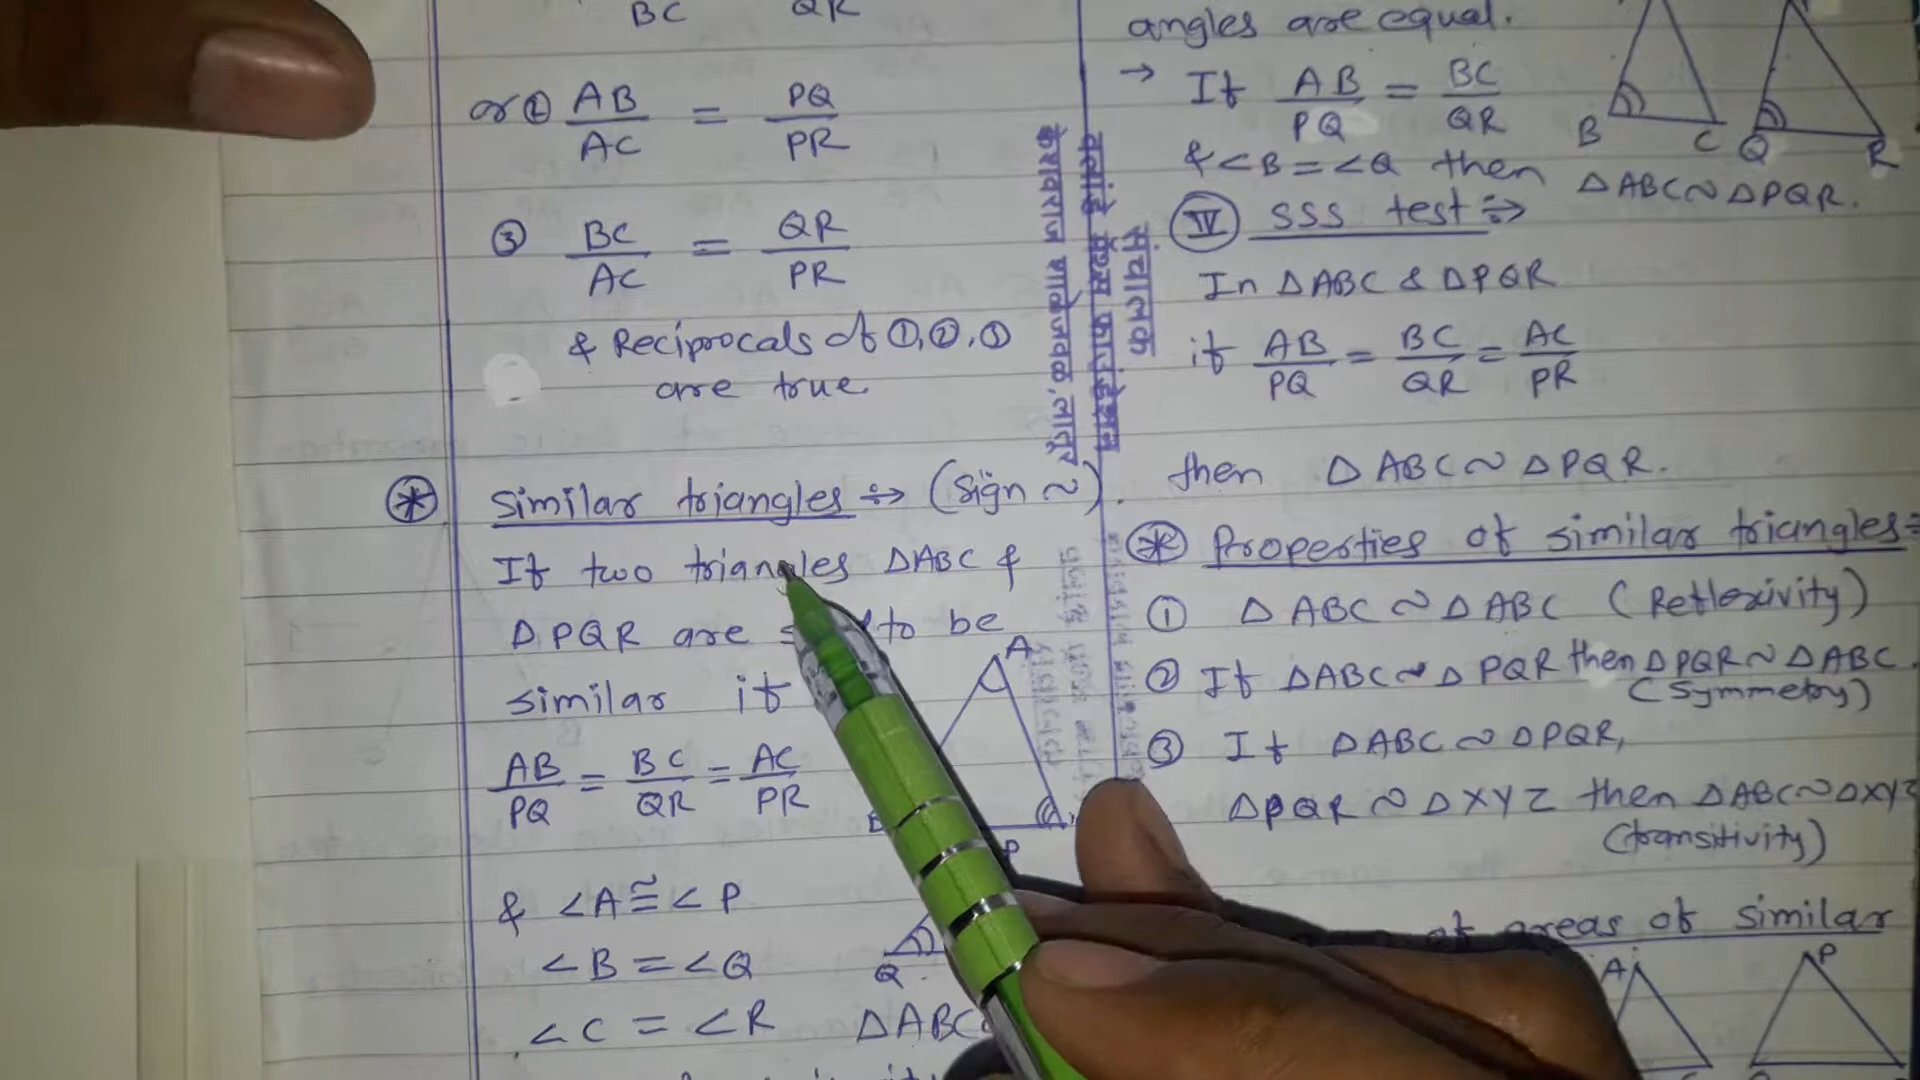 BC QR
or ② AB/AC = PQ/PR
③ BC/AC = QR/PR
& Reciprocals of ①, ②, ③
are true.
* Similar triangles ÷→ (Sign ~).
If two triangles ΔABC &
ΔPQR are to be
similar if
AB/PQ = BC/QR = AC/PR
& <A ≅ <P
<B = <Q
<C = <R ΔABC
A
P
Q
angles are equal.
→ If AB/PQ = BC/QR
& <B = <Q then
ΔABC ~ ΔPQR.
B C Q R
IV SSS test ÷→
In ΔABC & ΔPQR
if AB/PQ = BC/QR = AC/PR
then ΔABC ~ ΔPQR.
* Properties of similar triangles ÷
① ΔABC ~ ΔABC (Reflexivity)
② If ΔABC ~ ΔPQR then ΔPQR ~ ΔABC.
(Symmetry)
③ If ΔABC ~ ΔPQR,
ΔPQR ~ ΔXYZ then ΔABC ~ ΔXYZ
(transitivity)
of areas of similar
A P
संचालक
केशवराज शाळेजवळ, लातूर